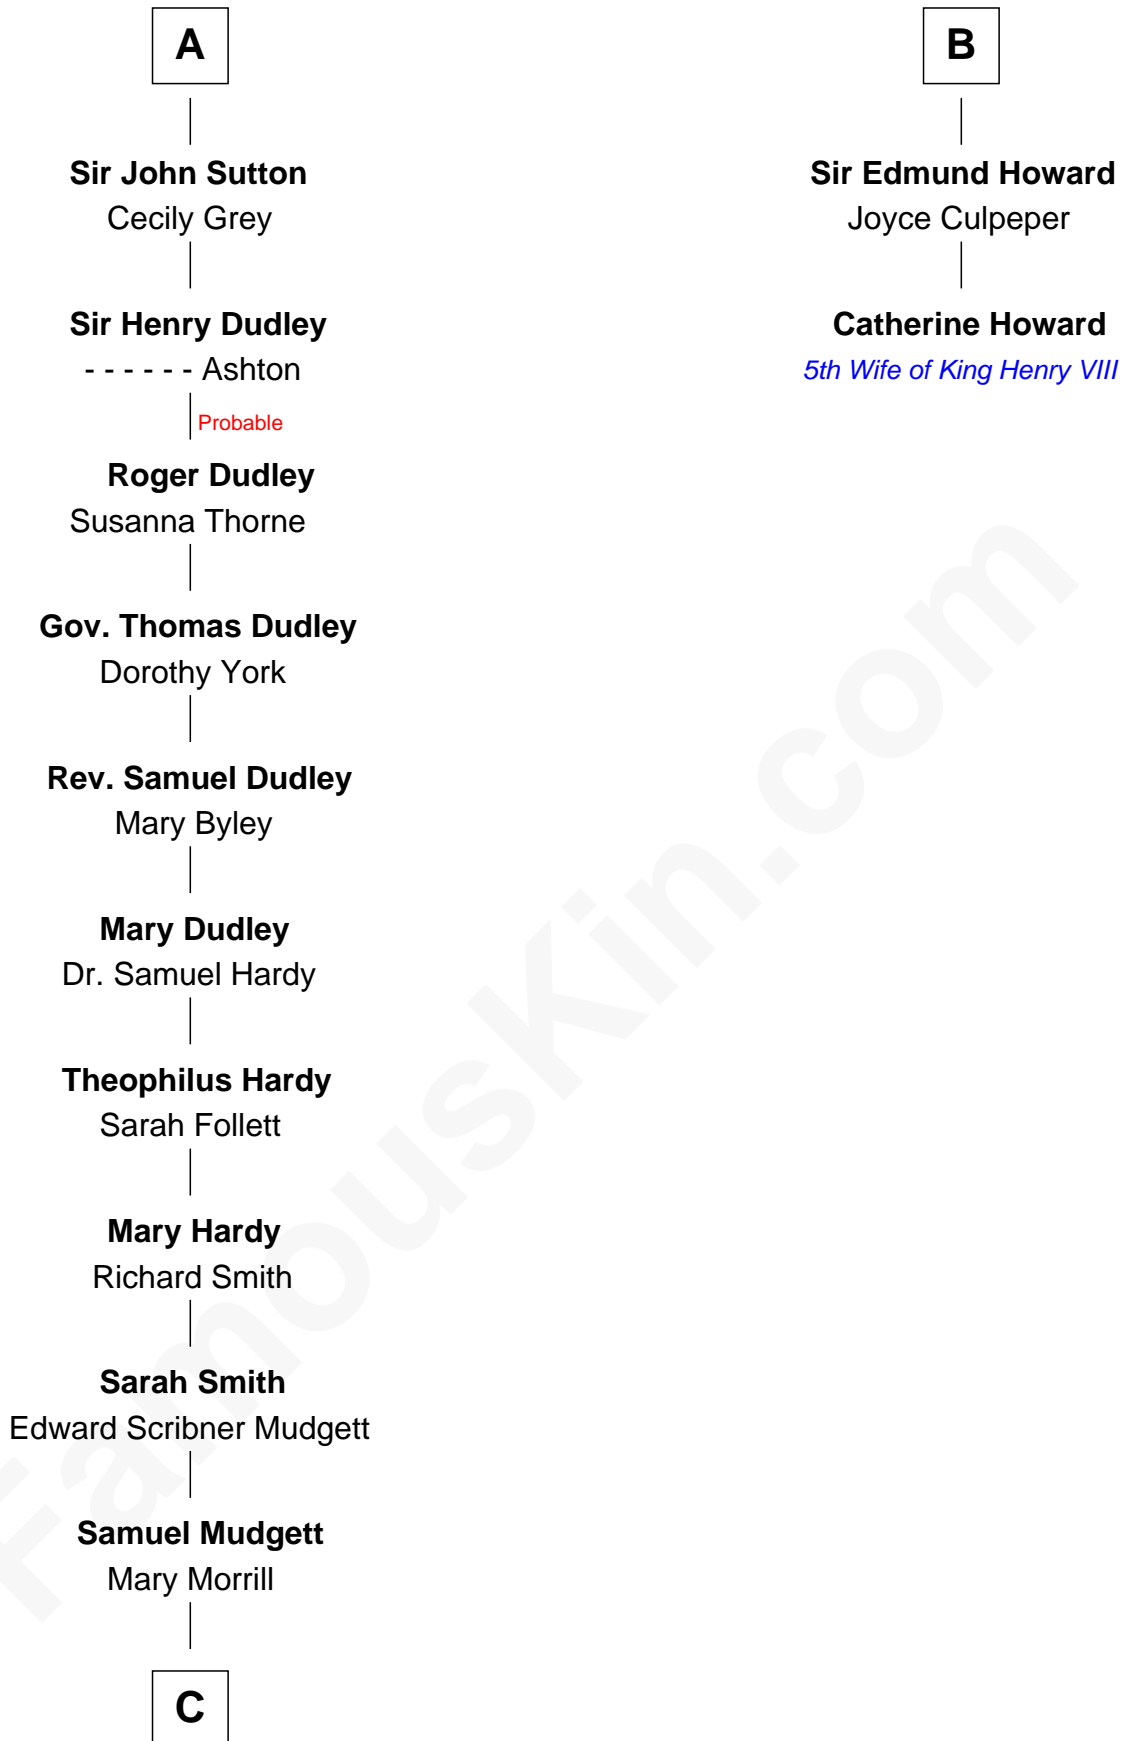 A
Sir John Sutton
Cecily Grey
Sir Henry Dudley
- - - - - - Ashton
Probable
Roger Dudley
Susanna Thorne
Gov. Thomas Dudley
Dorothy York
Rev. Samuel Dudley
Mary Byley
Mary Dudley
Dr. Samuel Hardy
Theophilus Hardy
Sarah Follett
Mary Hardy
Richard Smith
Sarah Smith
Edward Scribner Mudgett
Samuel Mudgett
Mary Morrill
C
B
Sir Edmund Howard
Joyce Culpeper
Catherine Howard
5th Wife of King Henry VIII
FamousKin.com